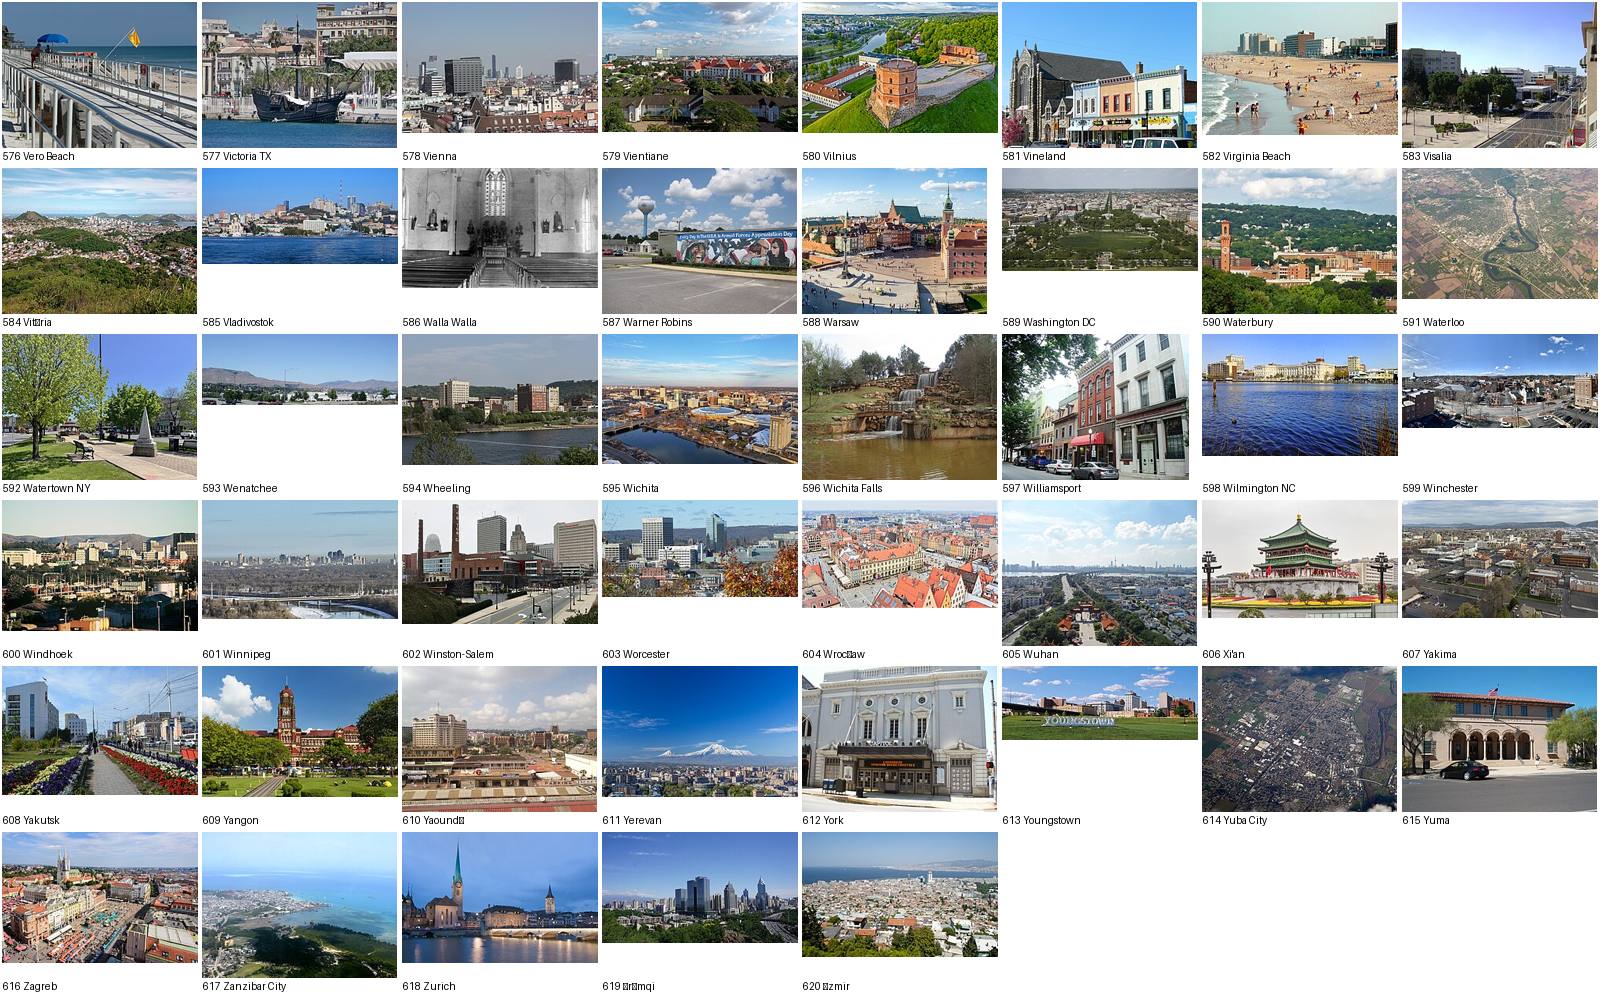 576 Vero Beach
577 Victoria TX
578 Vienna
579 Vientiane
580 Vilnius
581 Vineland
582 Virginia Beach
583 Visalia
584 Vit□ria
585 Vladivostok
586 Walla Walla
587 Warner Robins
588 Warsaw
589 Washington DC
590 Waterbury
591 Waterloo
592 Watertown NY
593 Wenatchee
594 Wheeling
595 Wichita
596 Wichita Falls
597 Williamsport
598 Wilmington NC
599 Winchester
600 Windhoek
601 Winnipeg
602 Winston-Salem
603 Worcester
604 Wroc□aw
605 Wuhan
606 Xi'an
607 Yakima
YOUNGSTOWN
608 Yakutsk
609 Yangon
610 Yaound□
611 Yerevan
612 York
613 Youngstown
614 Yuba City
615 Yuma
616 Zagreb
617 Zanzibar City
618 Zurich
619 □r□mqi
620 □zmir